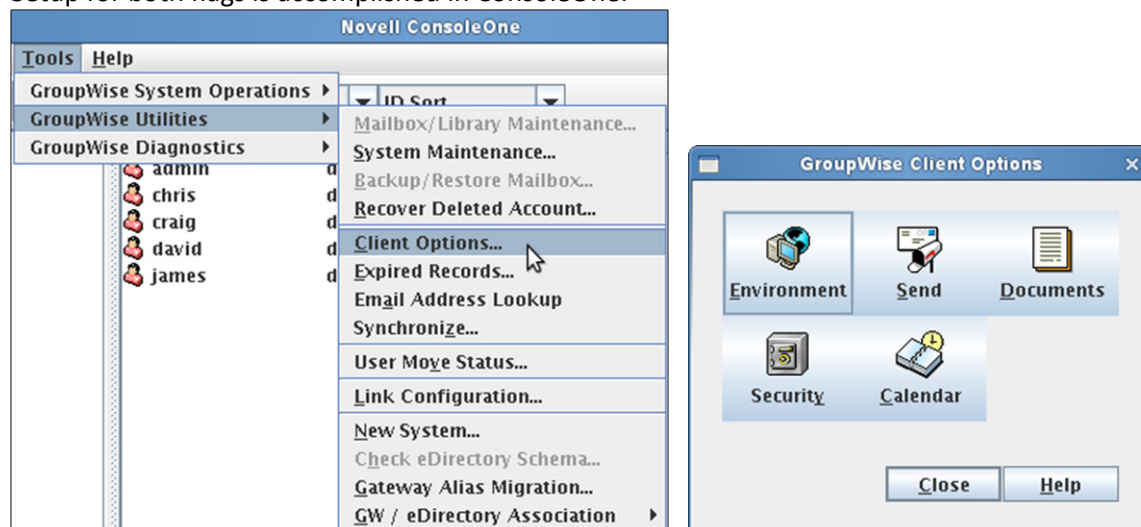 Setup for both flags is accomplished in ConsoleOne.
Novell ConsoleOne
Tools Help
GroupWise System Operations
GroupWise Utilities
GroupWise Diagnostics
ID Sort
admin d
chris d
craig d
david d
james d
Mailbox/Library Maintenance...
System Maintenance...
Backup/Restore Mailbox...
Recover Deleted Account...
Client Options...
Expired Records...
Email Address Lookup
Synchronize...
User Move Status...
Link Configuration...
New System...
Check eDirectory Schema...
Gateway Alias Migration...
GW / eDirectory Association
GroupWise Client Options
Environment Send Documents
Security Calendar
Close Help